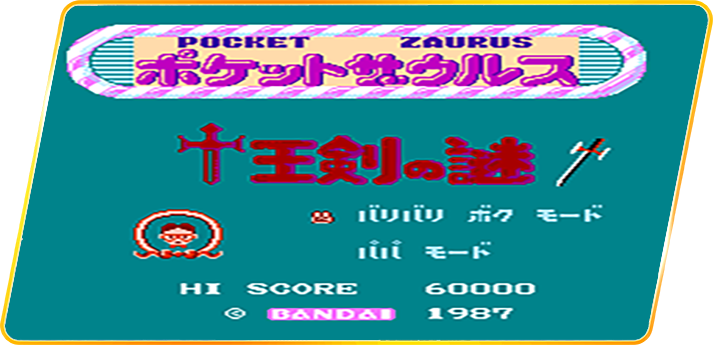 POCKET ZAURUS
ポケットザウルス
十王剣の謎
バリバリ ボク モード
パパ モード
HI SCORE 60000
© BANDAI 1987